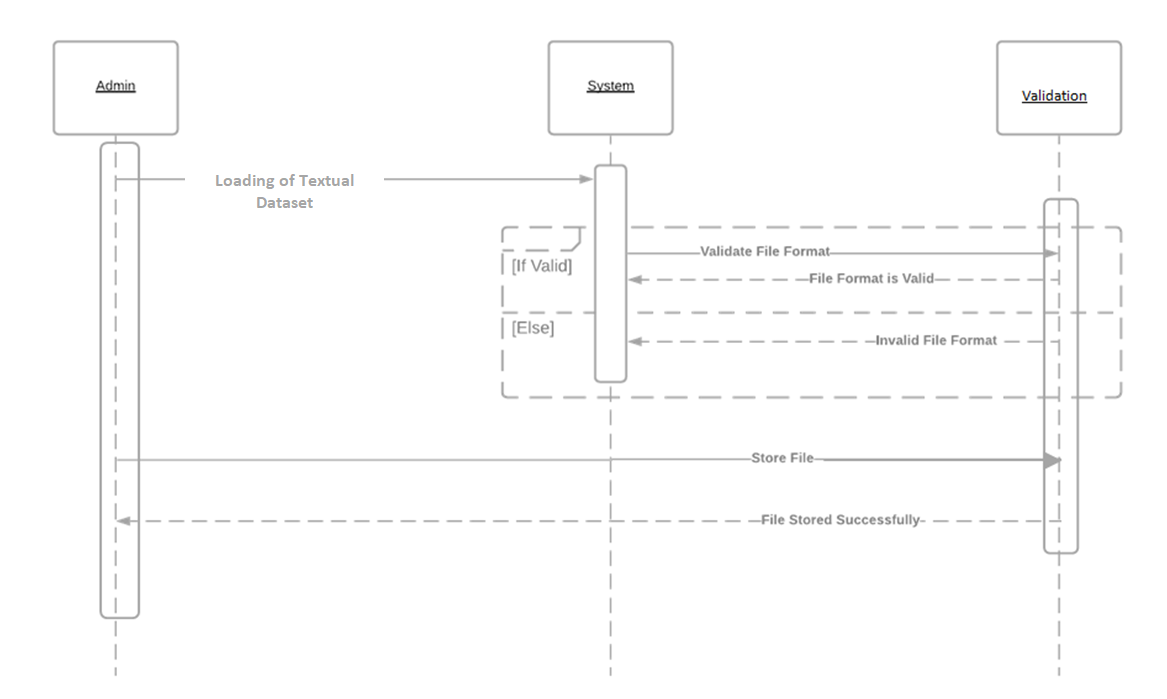 Admin
System
Validation
Loading of Textual
Dataset
Validate File Format
[If Valid]
File Format is Valid
[Else]
Invalid File Format
Store File
File Stored Successfully